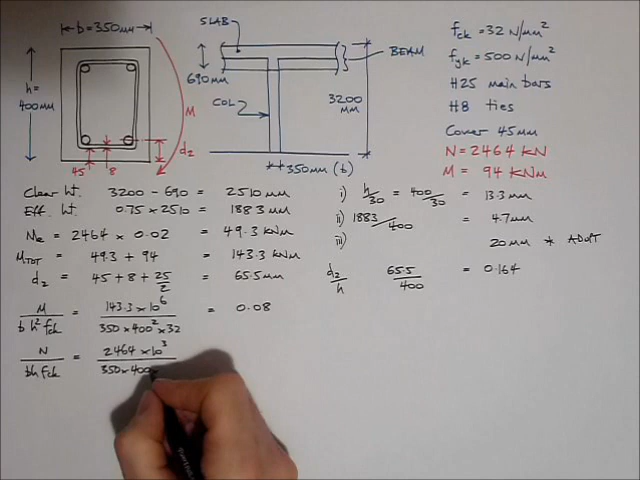 b = 350mm
h = 400MM
M
d2
45
8
SLAB
690MM
COL
BEAM
3200 MM
350MM (b)
fck = 32 N/mm²
fyk = 500 N/mm²
H25 main bars
H8 ties
Cover 45mm
N = 2464 kN
M = 94 kNm
Clear ht. 3200 - 690 = 2510mm
Eff. ht. 0.75 x 2510 = 1883mm
Me = 2464 x 0.02 = 49.3 kNm
MTOT = 49.3 + 94 = 143.3 kNm
d2 = 45 + 8 + 25/2 = 65.5mm
M/bh²fck = 143.3 x 10⁶/350 x 400² x 32 = 0.08
N/bhfck = 2464 x 10³/350 x 400
i) h/30 = 400/30 = 13.3mm
ii) 1883/400 = 4.7mm
iii) 20mm * ADOPT
d2/h 65.5/400 = 0.164